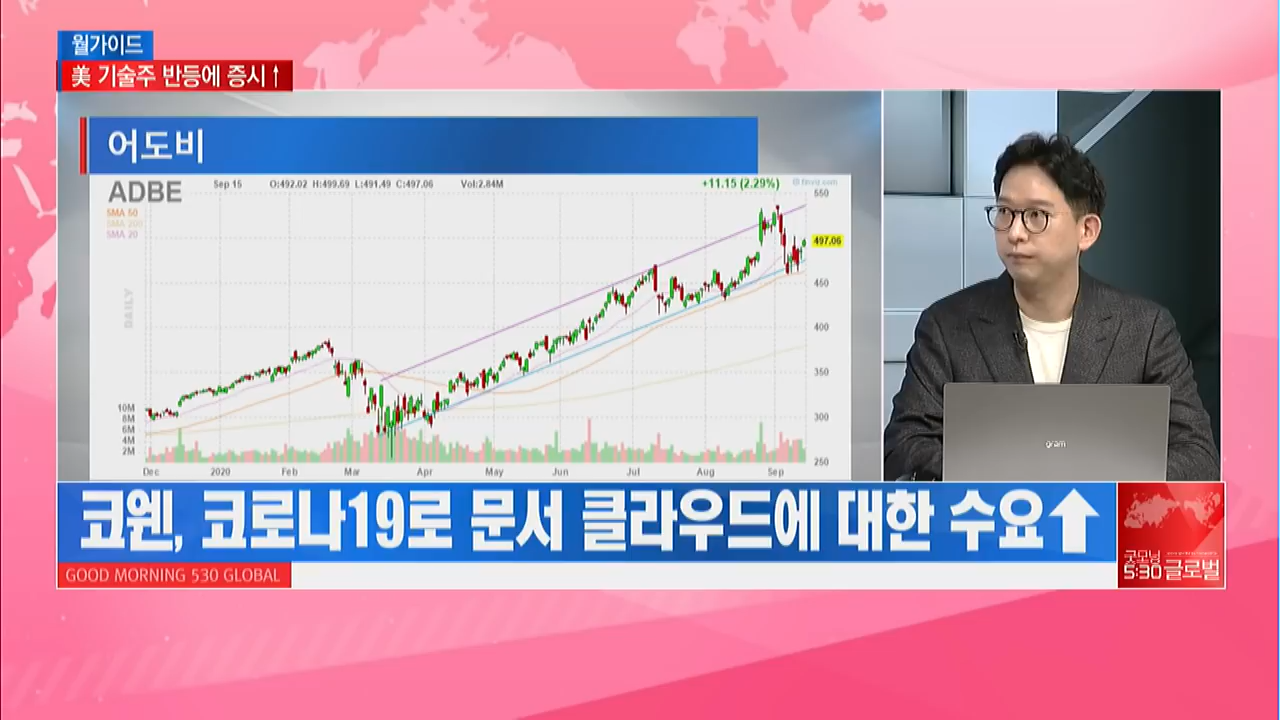 월가이드
美 기술주 반등에 증시↑
어도비
ADBE
Sep 15 O:492.02 H:499.69 L:491.49 C:497.06 Vol:2.84M +11.15 (2.29%) © finviz.com
SMA 50
SMA 200
SMA 20
DAILY
550
497.06
460
400
350
300
250
10M
8M
6M
4M
2M
Dec 2020 Feb Mar Apr May Jun Jul Aug Sep
gram
코웬, 코로나19로 문서 클라우드에 대한 수요↑
GOOD MORNING 530 GLOBAL
굿모닝
5:30 글로벌